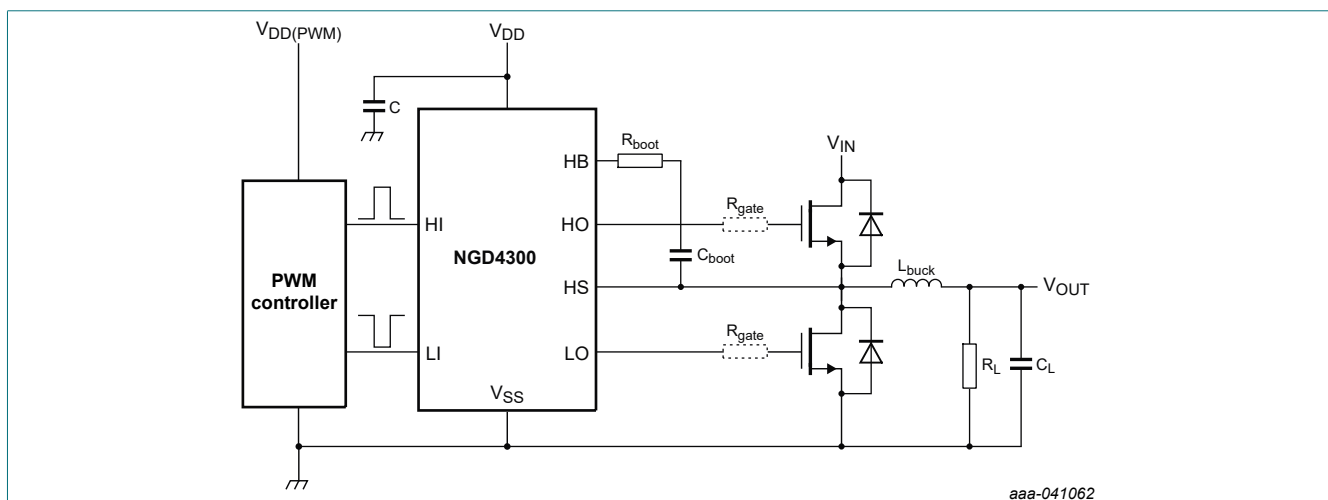 VDD(PWM)
VDD
C
Rboot
VIN
HB
Rgate
HI
HO
NGD4300
Cboot
PWM
controller
Lbuck
HS
VOUT
Rgate
LI
LO
RL
CL
VSS
aaa-041062